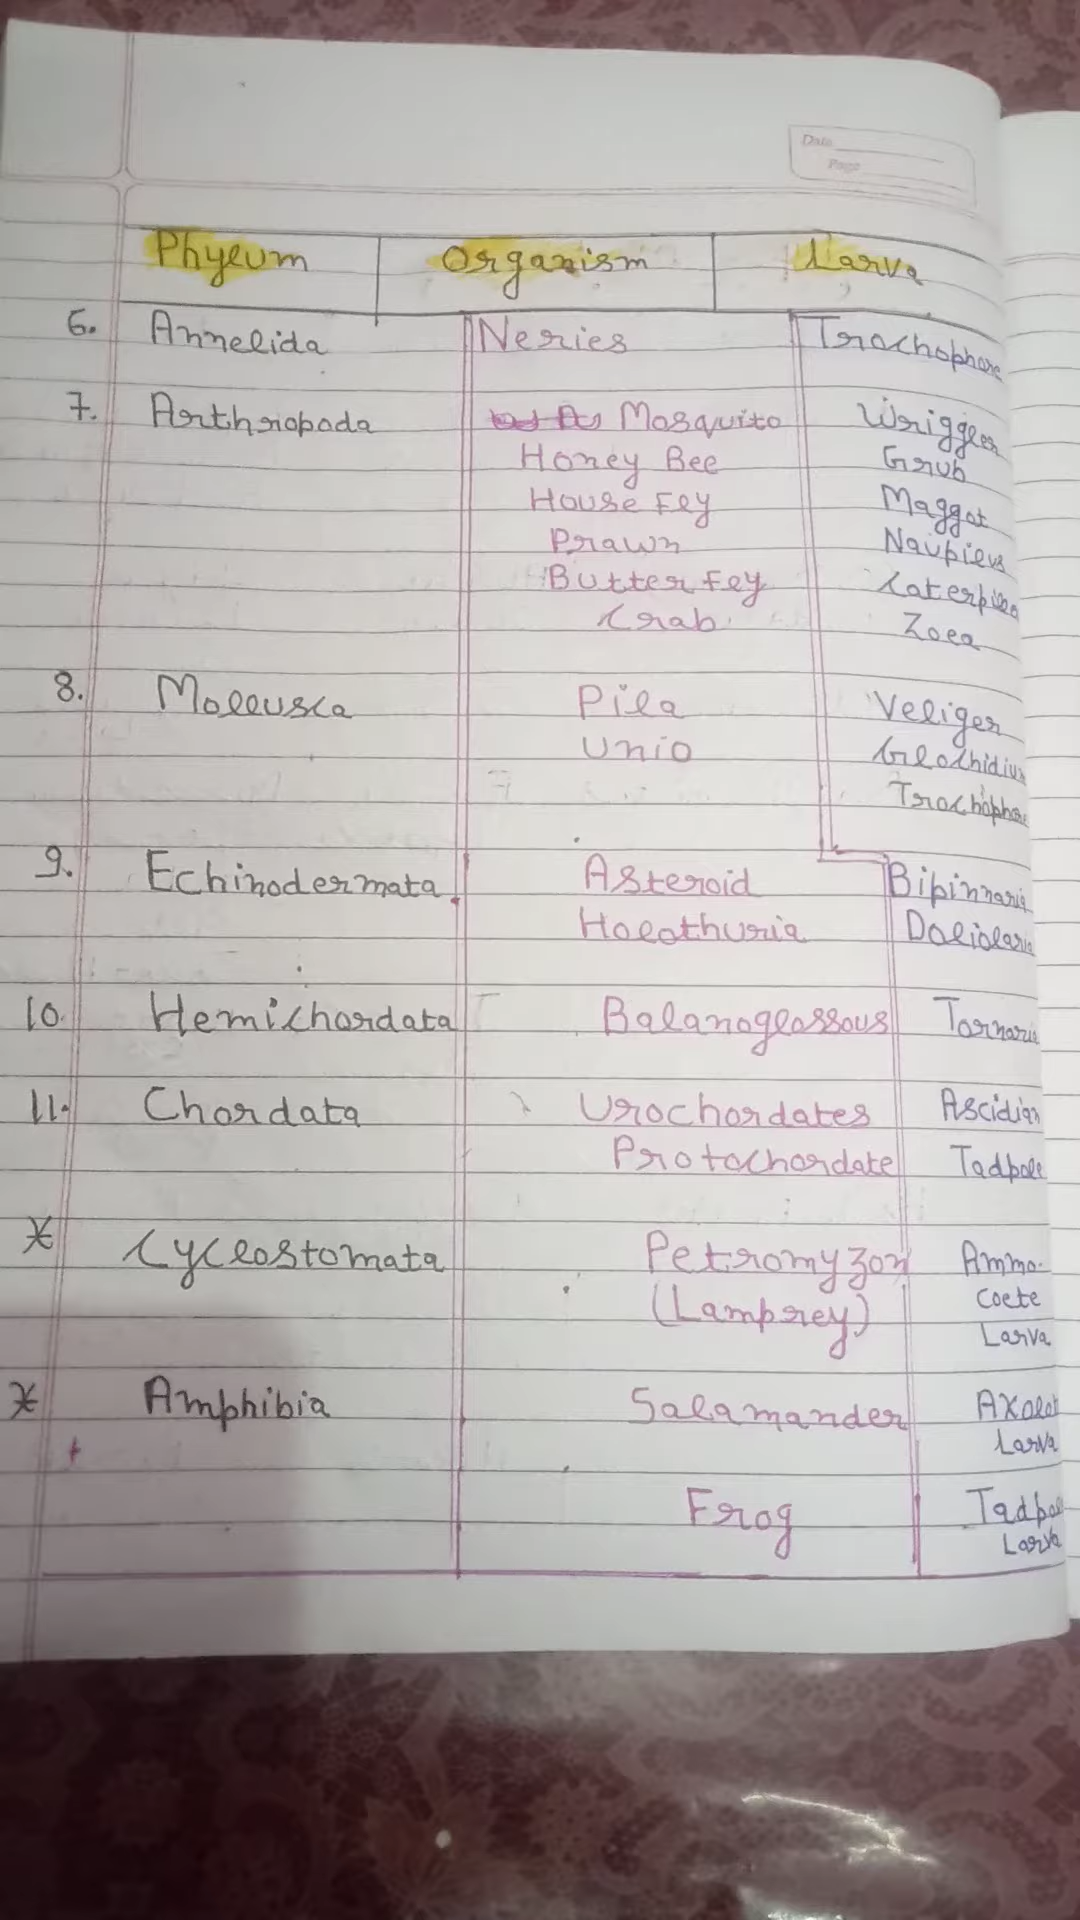 Date
Page
Phylum Organism Larva
6. Annelida Neries Trochophore
7. Arthropoda Mosquito Wriggler
Honey Bee Grub
House Fly Maggot
Prawn Nauplius
Butter fly Caterpilla
Crab Zoea
8. Mollusca Pila Veliger
Unio Glochidium
Trochophore
9. Echinodermata Asteroid Bipinnaria
Holothuria Doliolaria
10. Hemichordata Balanoglossous Tornaria
11. Chordata Urochordates Ascidian
Protochordate Tadpole
* Cyclostomata Petromyzon Ammo-
(Lamprey) coete
Larva
* Amphibia Salamander Axolot
Larva
Frog Tadpole
Larva